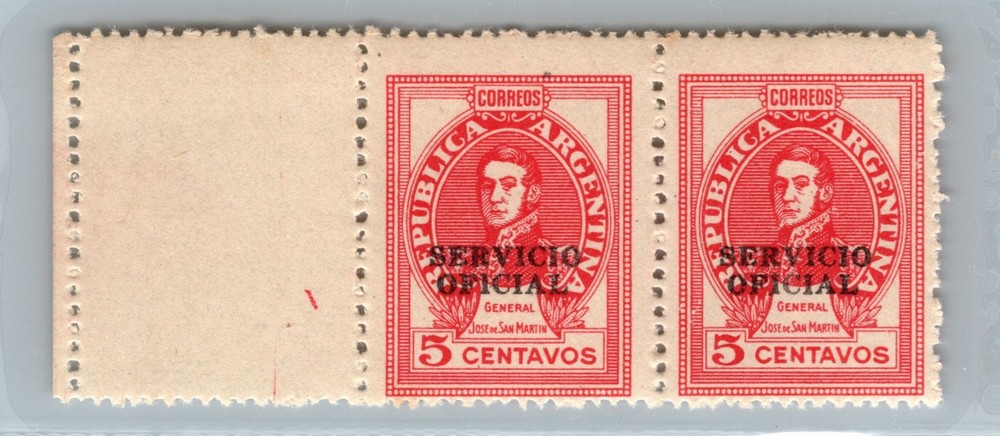 CORREOS
REPUBLICA ARGENTINA
SERVICIO
OFICIAL
GENERAL
JOSE DE SAN MARTIN
5 CENTAVOS
CORREOS
REPUBLICA ARGENTINA
SERVICIO
OFICIAL
GENERAL
JOSE DE SAN MARTIN
5 CENTAVOS